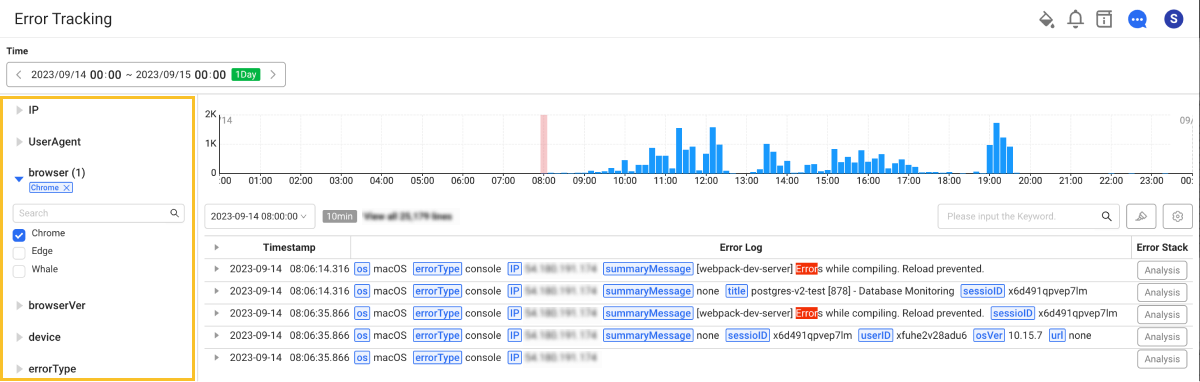 Error Tracking
S
Time
2023/09/14 00:00 ~ 2023/09/15 00:00 1Day
IP
UserAgent
browser (1)
Chrome
Search
Chrome
Edge
Whale
browserVer
device
errorType
2K
1K
0
14
09/
:00 01:00 02:00 03:00 04:00 05:00 06:00 07:00 08:00 09:00 10:00 11:00 12:00 13:00 14:00 15:00 16:00 17:00 18:00 19:00 20:00 21:00 22:00 23:00 00:
2023-09-14 08:00:00 10min View all 25,179 lines Please input the Keyword.
Timestamp Error Log Error Stack
2023-09-14 08:06:14.316 os macOS errorType console IP summaryMessage [webpack-dev-server] Errors while compiling. Reload prevented. Analysis
2023-09-14 08:06:14.316 os macOS errorType console IP summaryMessage none title postgres-v2-test [878] - Database Monitoring sessioID x6d491qpvep7lm Analysis
2023-09-14 08:06:35.866 os macOS errorType console IP summaryMessage [webpack-dev-server] Errors while compiling. Reload prevented. sessioID x6d491qpvep7lm Analysis
2023-09-14 08:06:35.866 os macOS errorType console IP summaryMessage none sessioID x6d491qpvep7lm userID xfuhe2v28adu6 osVer 10.15.7 url none Analysis
2023-09-14 08:06:35.866 os macOS errorType console IP Analysis